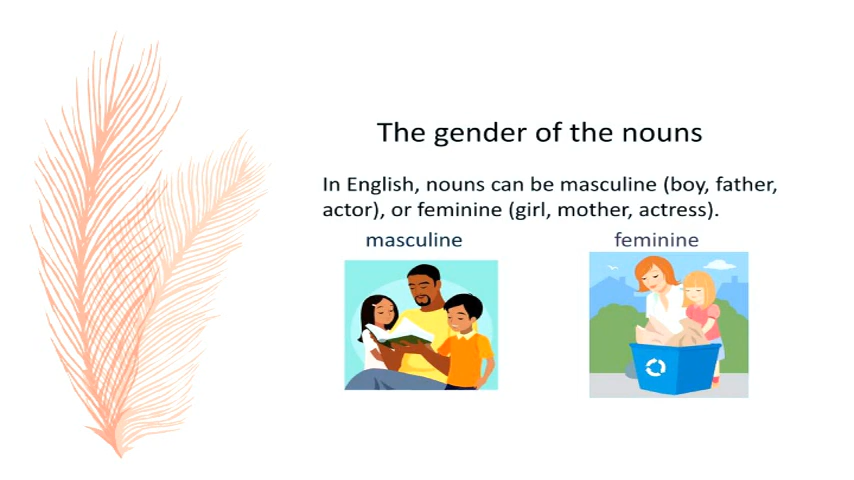 The gender of the nouns
In English, nouns can be masculine (boy, father,
actor), or feminine (girl, mother, actress).
masculine feminine